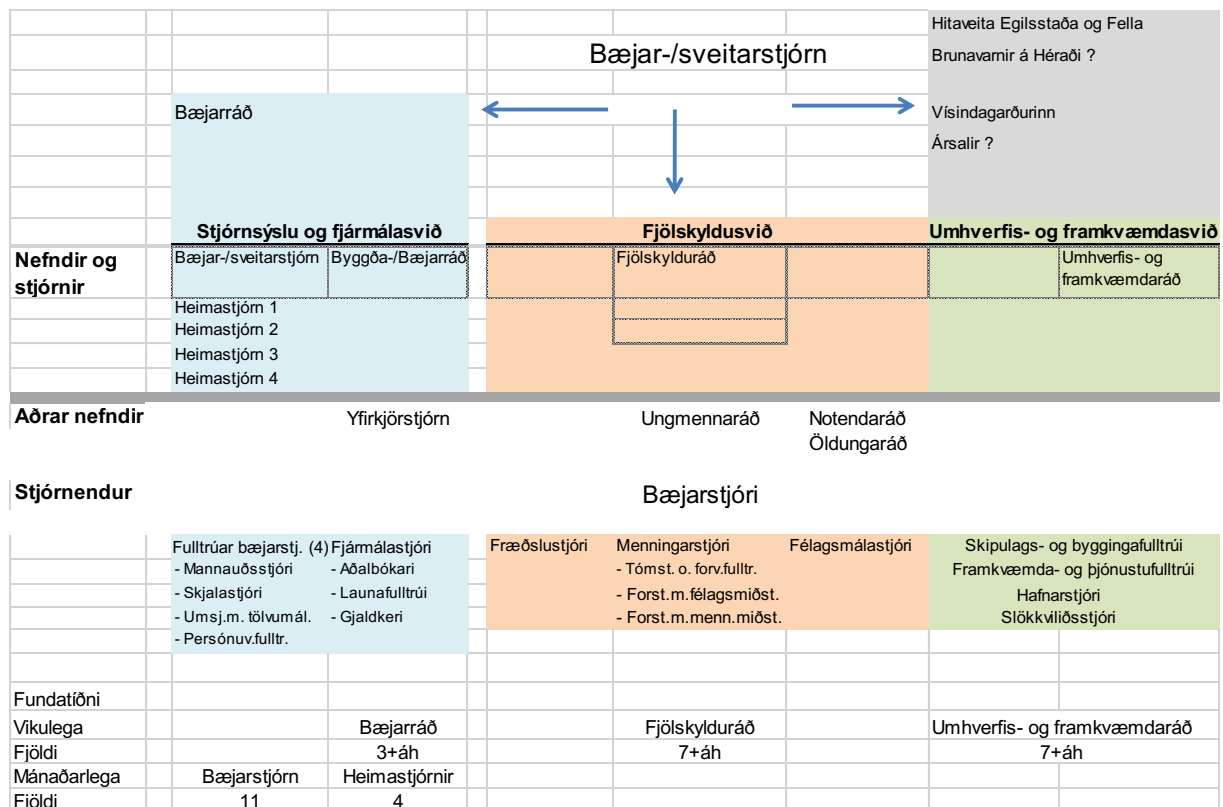 Hitaveita Egilsstaða og Fella
Bæjar-/sveitarstjórn
Brunavarnir á Héraði ?
Bæjarráð
Vísindagarðurinn
Ársalir ?
Stjórnsýslu og fjármálasvið
Fjölskyldusvið
Umhverfis- og framkvæmdasvið
Nefndir og
stjórnir
Bæjar-/sveitarstjórn
Byggða-/Bæjarráð
Fjölskylduráð
Umhverfis- og
framkvæmdaráð
Heimastjórn 1
Heimastjórn 2
Heimastjórn 3
Heimastjórn 4
Aðrar nefndir
Yfirkjörstjórn
Ungmennaráð
Notendaráð
Öldungaráð
Stjórnendur
Bæjarstjóri
Fulltrúar bæjarstj. (4)
- Mannauðsstjóri
- Skjalastjóri
- Umsj.m. tölvumál.
- Persónuv.fulltr.
Fjármálastjóri
- Aðalbókari
- Launafulltrúi
- Gjaldkeri
Fræðslustjóri
Menningarstjóri
- Tómst. o. forv.fulltr.
- Forst.m.félagsmiðst.
- Forst.m.menn.miðst.
Félagsmálastjóri
Skipulags- og byggingafulltrúi
Framkvæmda- og þjónustufulltrúi
Hafnarstjóri
Slökkviliðsstjóri
Fundatíðni
Vikulega Bæjarráð Fjölskylduráð Umhverfis- og framkvæmdaráð
Fjöldi 3+áh 7+áh 7+áh
Mánaðarlega Bæjarstjórn Heimastjórnir
Fjöldi 11 4